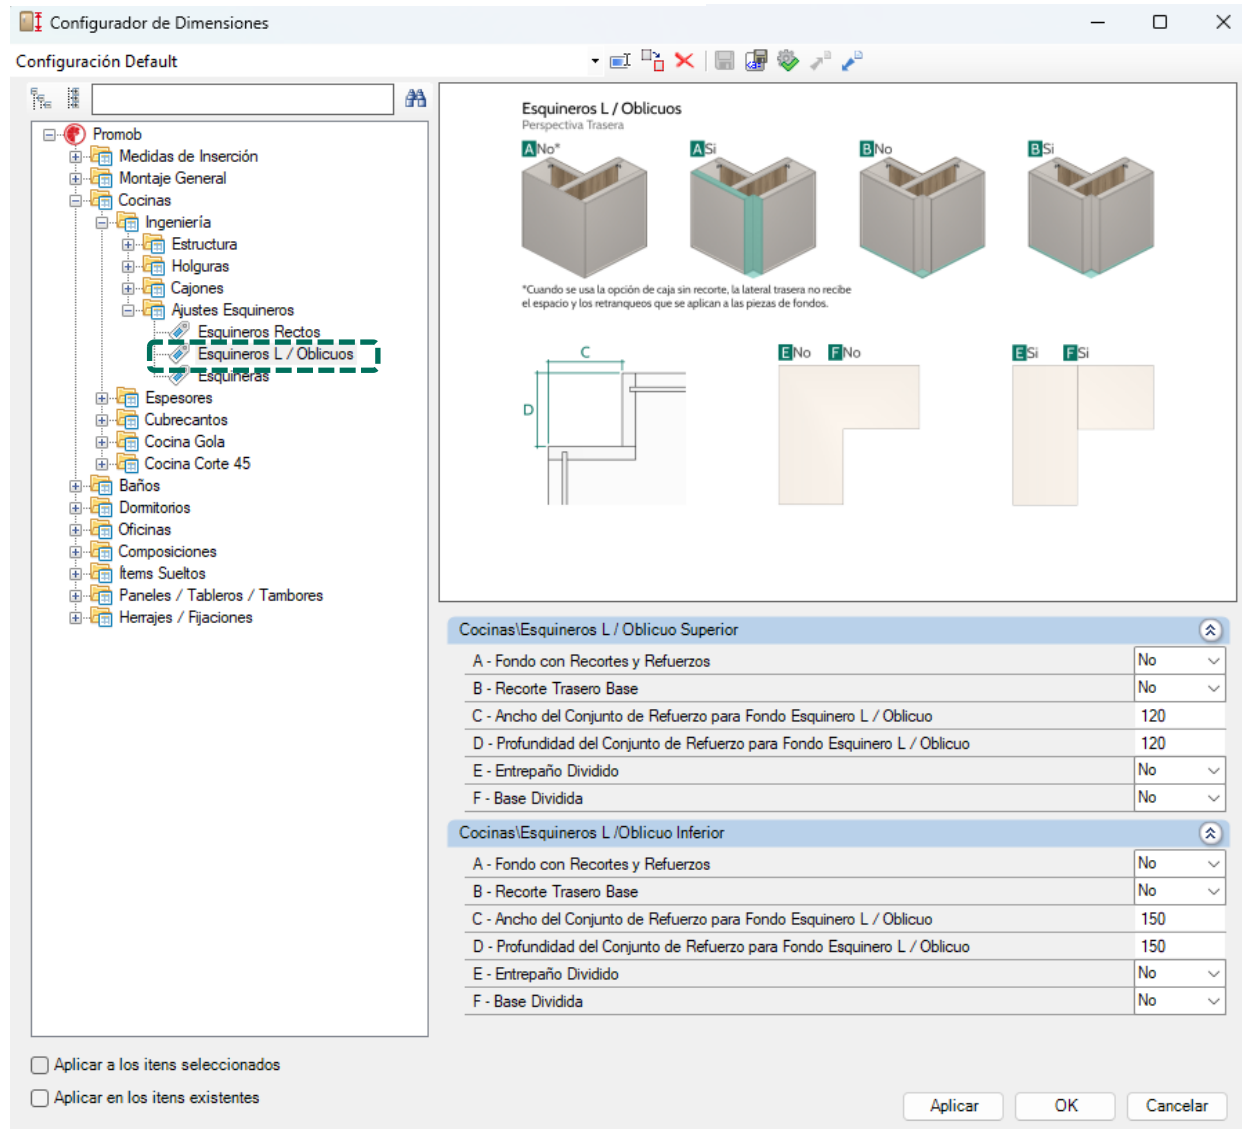 Configurador de Dimensiones
Configuración Default
Promob
Medidas de Inserción
Montaje General
Cocinas
Ingeniería
Estructura
Holguras
Cajones
Ajustes Esquineros
Esquineros Rectos
Esquineros L / Oblicuos
Esquineras
Espesores
Cubrecantos
Cocina Gola
Cocina Corte 45
Baños
Dormitorios
Oficinas
Composiciones
Ítems Sueltos
Paneles / Tableros / Tambores
Herrajes / Fijaciones
Esquineros L / Oblicuos
Perspectiva Trasera
A No*
A Si
B No
B Si
*Cuando se usa la opción de caja sin recorte, la lateral trasera no recibe
el espacio y los retranqueos que se aplican a las piezas de fondos.
C
D
E No F No
E Si F Si
Cocinas\Esquineros L / Oblicuo Superior
A - Fondo con Recortes y Refuerzos No
B - Recorte Trasero Base No
C - Ancho del Conjunto de Refuerzo para Fondo Esquinero L / Oblicuo 120
D - Profundidad del Conjunto de Refuerzo para Fondo Esquinero L / Oblicuo 120
E - Entrepaño Dividido No
F - Base Dividida No
Cocinas\Esquineros L /Oblicuo Inferior
A - Fondo con Recortes y Refuerzos No
B - Recorte Trasero Base No
C - Ancho del Conjunto de Refuerzo para Fondo Esquinero L / Oblicuo 150
D - Profundidad del Conjunto de Refuerzo para Fondo Esquinero L / Oblicuo 150
E - Entrepaño Dividido No
F - Base Dividida No
Aplicar a los itens seleccionados
Aplicar en los itens existentes
Aplicar OK Cancelar